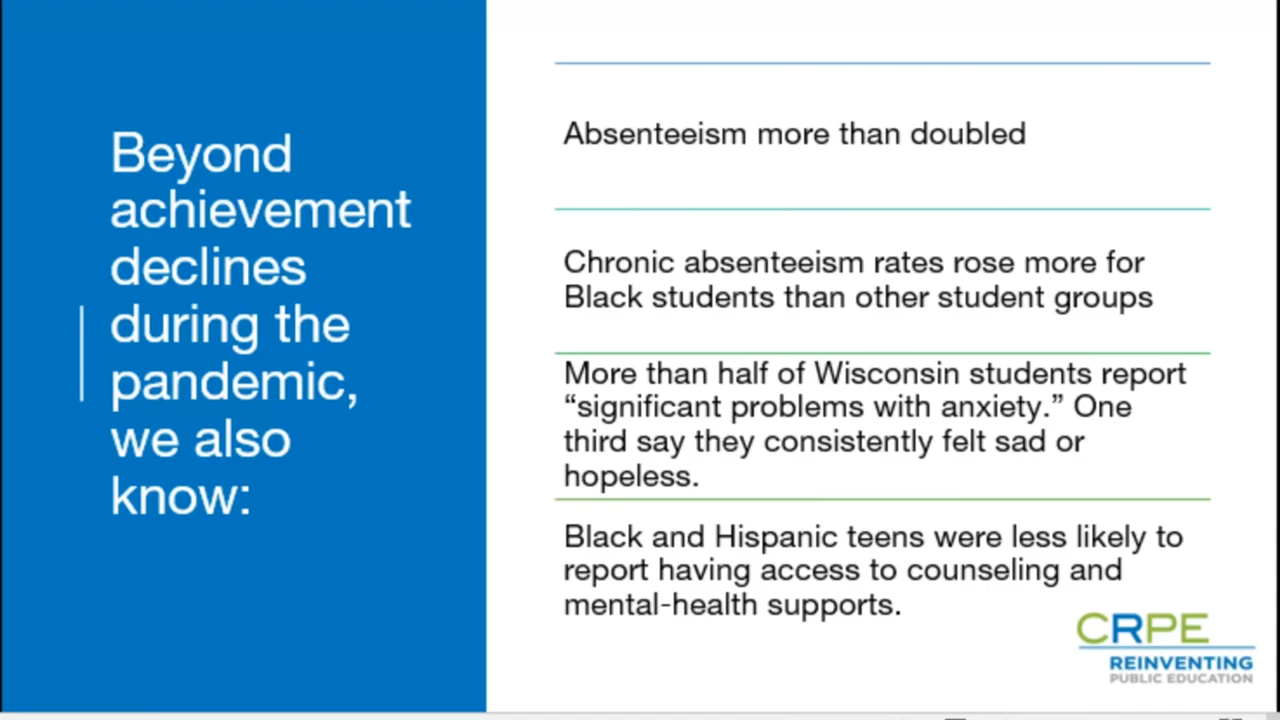 Beyond
achievement
declines
during the
pandemic,
we also
know:
Absenteeism more than doubled
Chronic absenteeism rates rose more for
Black students than other student groups
More than half of Wisconsin students report
“significant problems with anxiety.” One
third say they consistently felt sad or
hopeless.
Black and Hispanic teens were less likely to
report having access to counseling and
mental-health supports.
CRPE
REINVENTING
PUBLIC EDUCATION